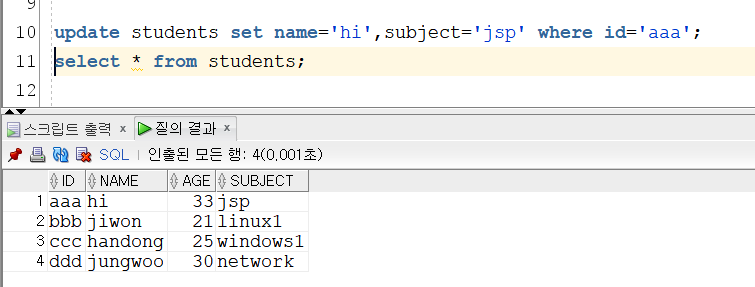 9
10 update students set name='hi',subject='jsp' where id='aaa';
11 select * from students;
12
스크립트 출력 x 질의 결과 x
SQL | 인출된 모든 행: 4(0,001초)
ID NAME AGE SUBJECT
1 aaa hi 33 jsp
2 bbb jiwon 21 linux1
3 ccc handong 25 windows1
4 ddd jungwoo 30 network